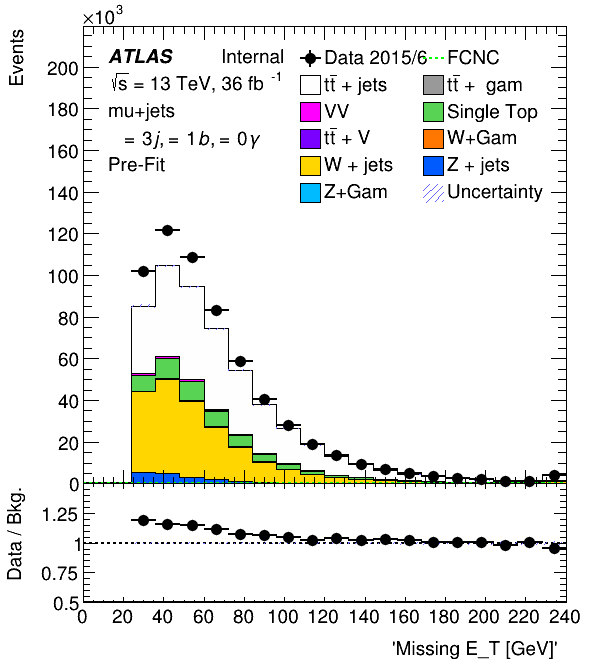 ×10³
Events
ATLAS Internal
√s = 13 TeV, 36 fb⁻¹
mu+jets
= 3j, = 1b, = 0γ
Pre-Fit
Data 2015/6 FCNC
tt̄ + jets tt̄ + gam
VV Single Top
tt̄ + V W+Gam
W + jets Z + jets
Z+Gam Uncertainty
200
180
160
140
120
100
80
60
40
20
0
Data / Bkg.
1.25
1
0.75
0.5
0 20 40 60 80 100 120 140 160 180 200 220 240
'Missing E_T [GeV]'